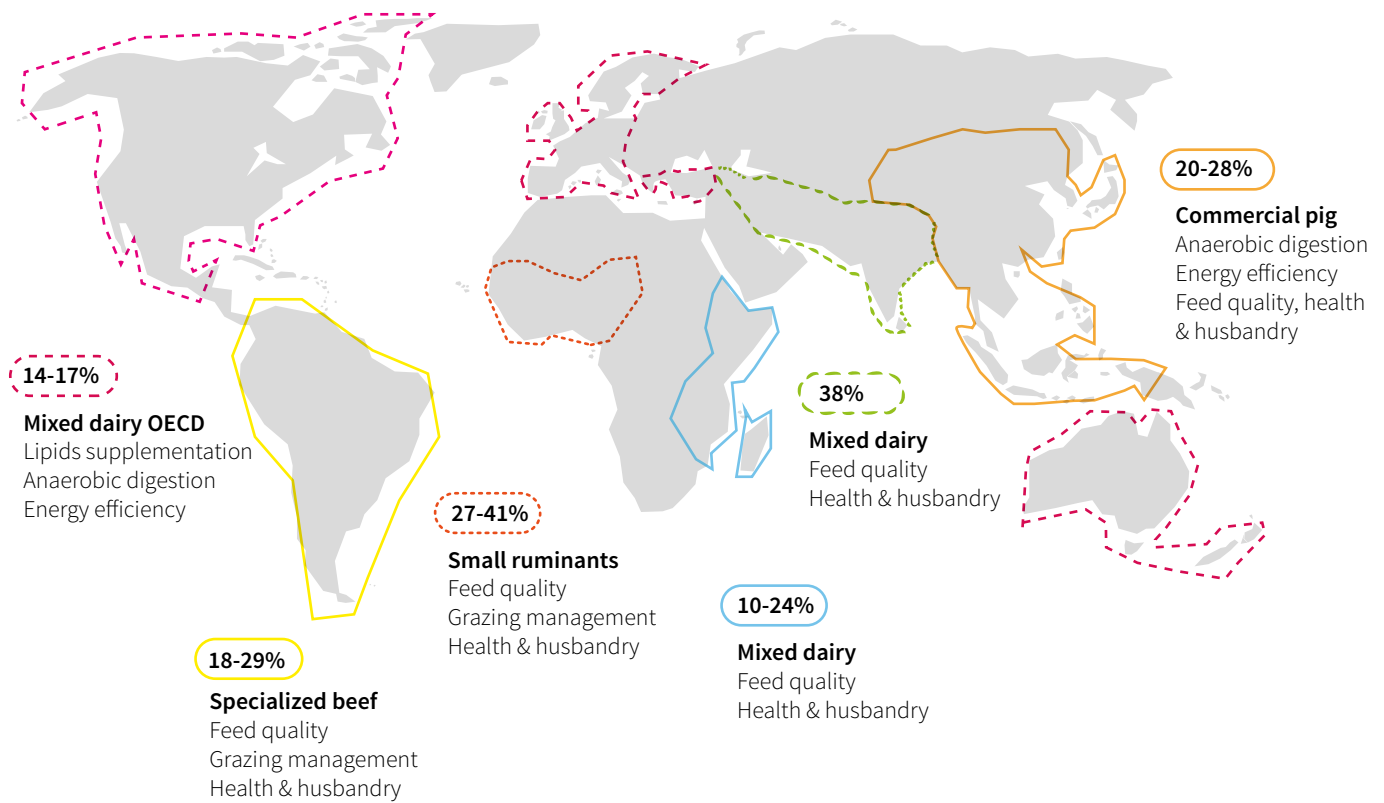 20-28%
Commercial pig
Anaerobic digestion
Energy efficiency
Feed quality, health
& husbandry
14-17%
Mixed dairy OECD
Lipids supplementation
Anaerobic digestion
Energy efficiency
38%
Mixed dairy
Feed quality
Health & husbandry
27-41%
Small ruminants
Feed quality
Grazing management
Health & husbandry
10-24%
Mixed dairy
Feed quality
Health & husbandry
18-29%
Specialized beef
Feed quality
Grazing management
Health & husbandry